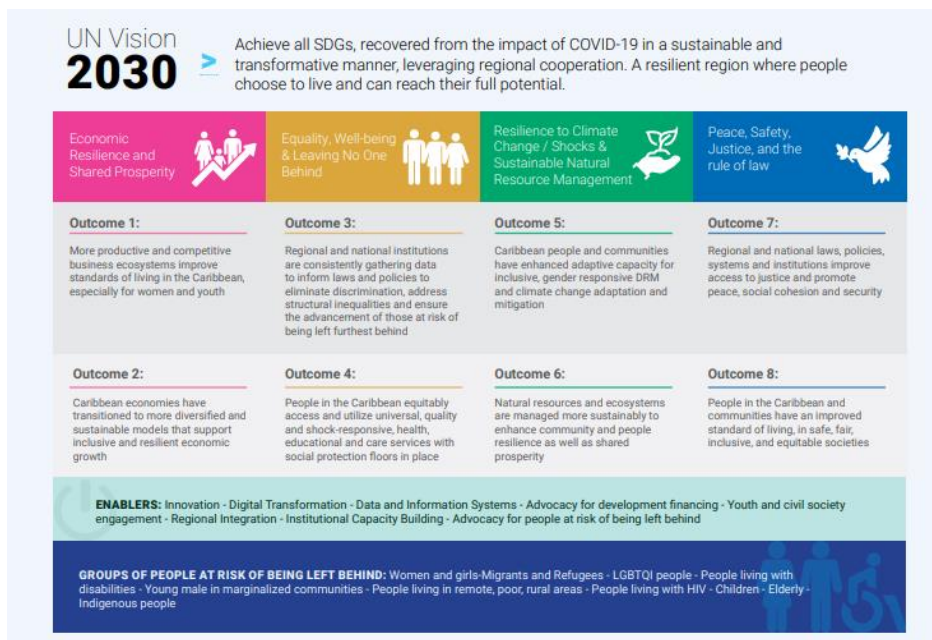 UN Vision
2030
>
Achieve all SDGs, recovered from the impact of COVID-19 in a sustainable and
transformative manner, leveraging regional cooperation. A resilient region where people
choose to live and can reach their full potential.
Economic
Resilience and
Shared Prosperity
Equality, Well-being
& Leaving No One
Behind
Resilience to Climate
Change / Shocks &
Sustainable Natural
Resource Management
Peace, Safety,
Justice, and the
rule of law
Outcome 1:
More productive and competitive
business ecosystems improve
standards of living in the Caribbean,
especially for women and youth
Outcome 3:
Regional and national institutions
are consistently gathering data
to inform laws and policies to
eliminate discrimination, address
structural inequalities and ensure
the advancement of those at risk of
being left furthest behind
Outcome 5:
Caribbean people and communities
have enhanced adaptive capacity for
inclusive, gender responsive DRM
and climate change adaptation and
mitigation
Outcome 7:
Regional and national laws, policies,
systems and institutions improve
access to justice and promote
peace, social cohesion and security
Outcome 2:
Caribbean economies have
transitioned to more diversified and
sustainable models that support
inclusive and resilient economic
growth
Outcome 4:
People in the Caribbean equitably
access and utilize universal, quality
and shock-responsive, health,
educational and care services with
social protection floors in place
Outcome 6:
Natural resources and ecosystems
are managed more sustainably to
enhance community and people
resilience as well as shared
prosperity
Outcome 8:
People in the Caribbean and
communities have an improved
standard of living, in safe, fair,
inclusive, and equitable societies
ENABLERS: Innovation - Digital Transformation - Data and Information Systems - Advocacy for development financing - Youth and civil society
engagement - Regional Integration - Institutional Capacity Building - Advocacy for people at risk of being left behind
GROUPS OF PEOPLE AT RISK OF BEING LEFT BEHIND: Women and girls-Migrants and Refugees - LGBTQI people - People living with
disabilities - Young male in marginalized communities - People living in remote, poor, rural areas - People living with HIV - Children - Elderly -
Indigenous people